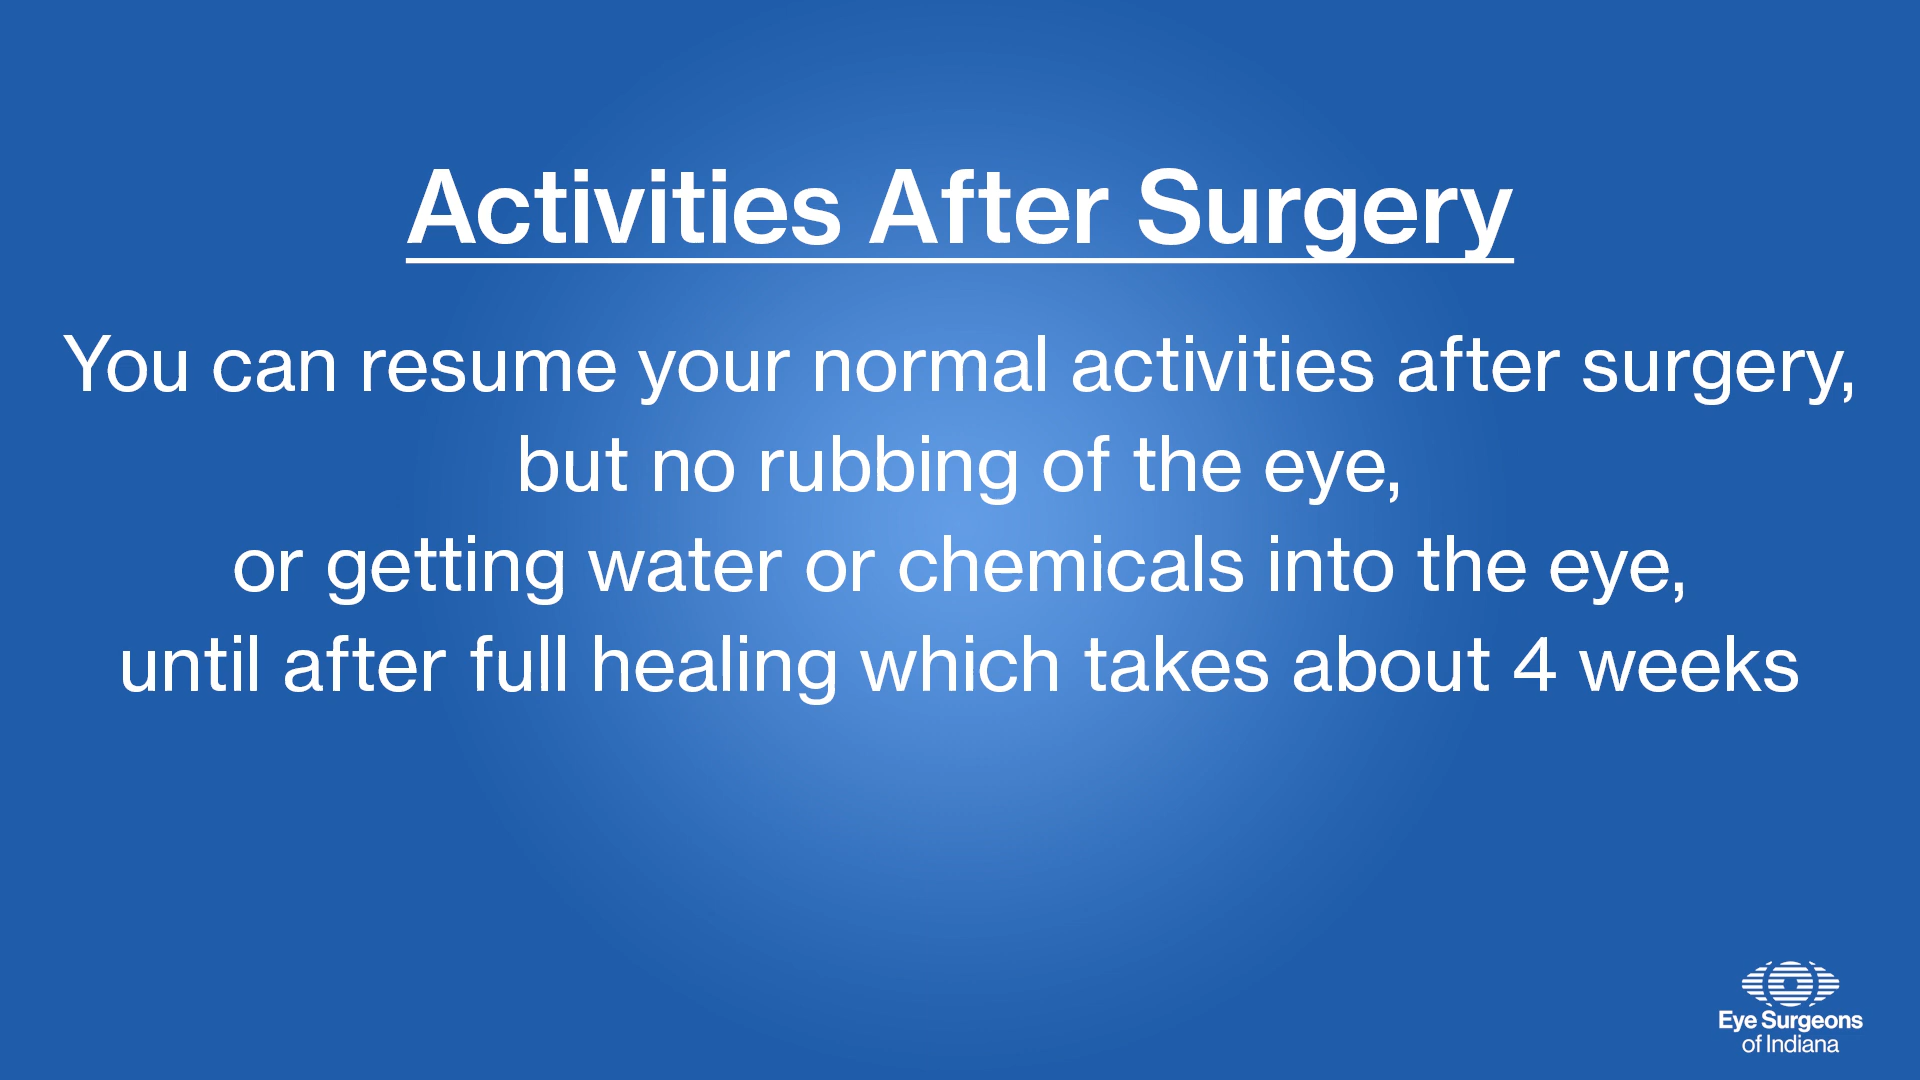 Activities After Surgery
You can resume your normal activities after surgery,
but no rubbing of the eye,
or getting water or chemicals into the eye,
until after full healing which takes about 4 weeks
Eye Surgeons
of Indiana